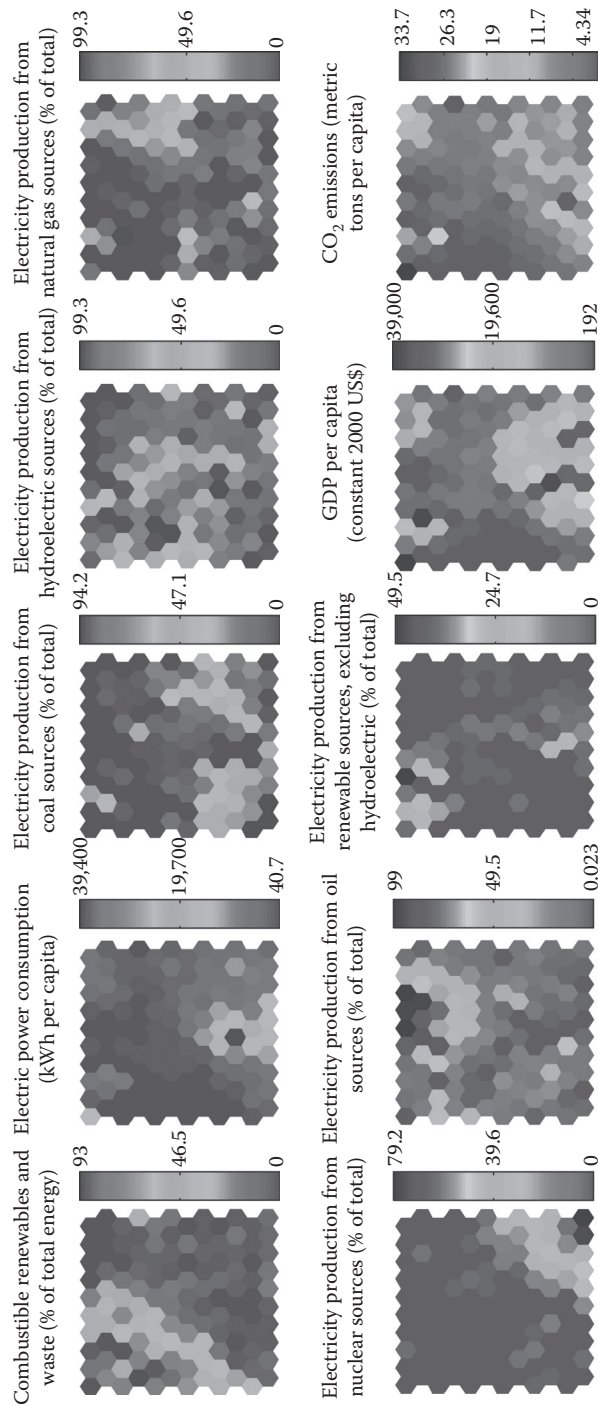 Combustible renewables and
waste (% of total energy)
93
46.5
0
Electric power consumption
(kWh per capita)
39,400
19,700
40.7
Electricity production from
coal sources (% of total)
94.2
47.1
0
Electricity production from
hydroelectric sources (% of total)
99.3
49.6
0
Electricity production from
natural gas sources (% of total)
99.3
49.6
0
Electricity production from
nuclear sources (% of total)
79.2
39.6
0
Electricity production from oil
sources (% of total)
99
49.5
0.023
Electricity production from
renewable sources, excluding
hydroelectric (% of total)
49.5
24.7
0
GDP per capita
(constant 2000 US$)
39,000
19,600
192
CO2 emissions (metric
tons per capita)
33.7
26.3
19
11.7
4.34